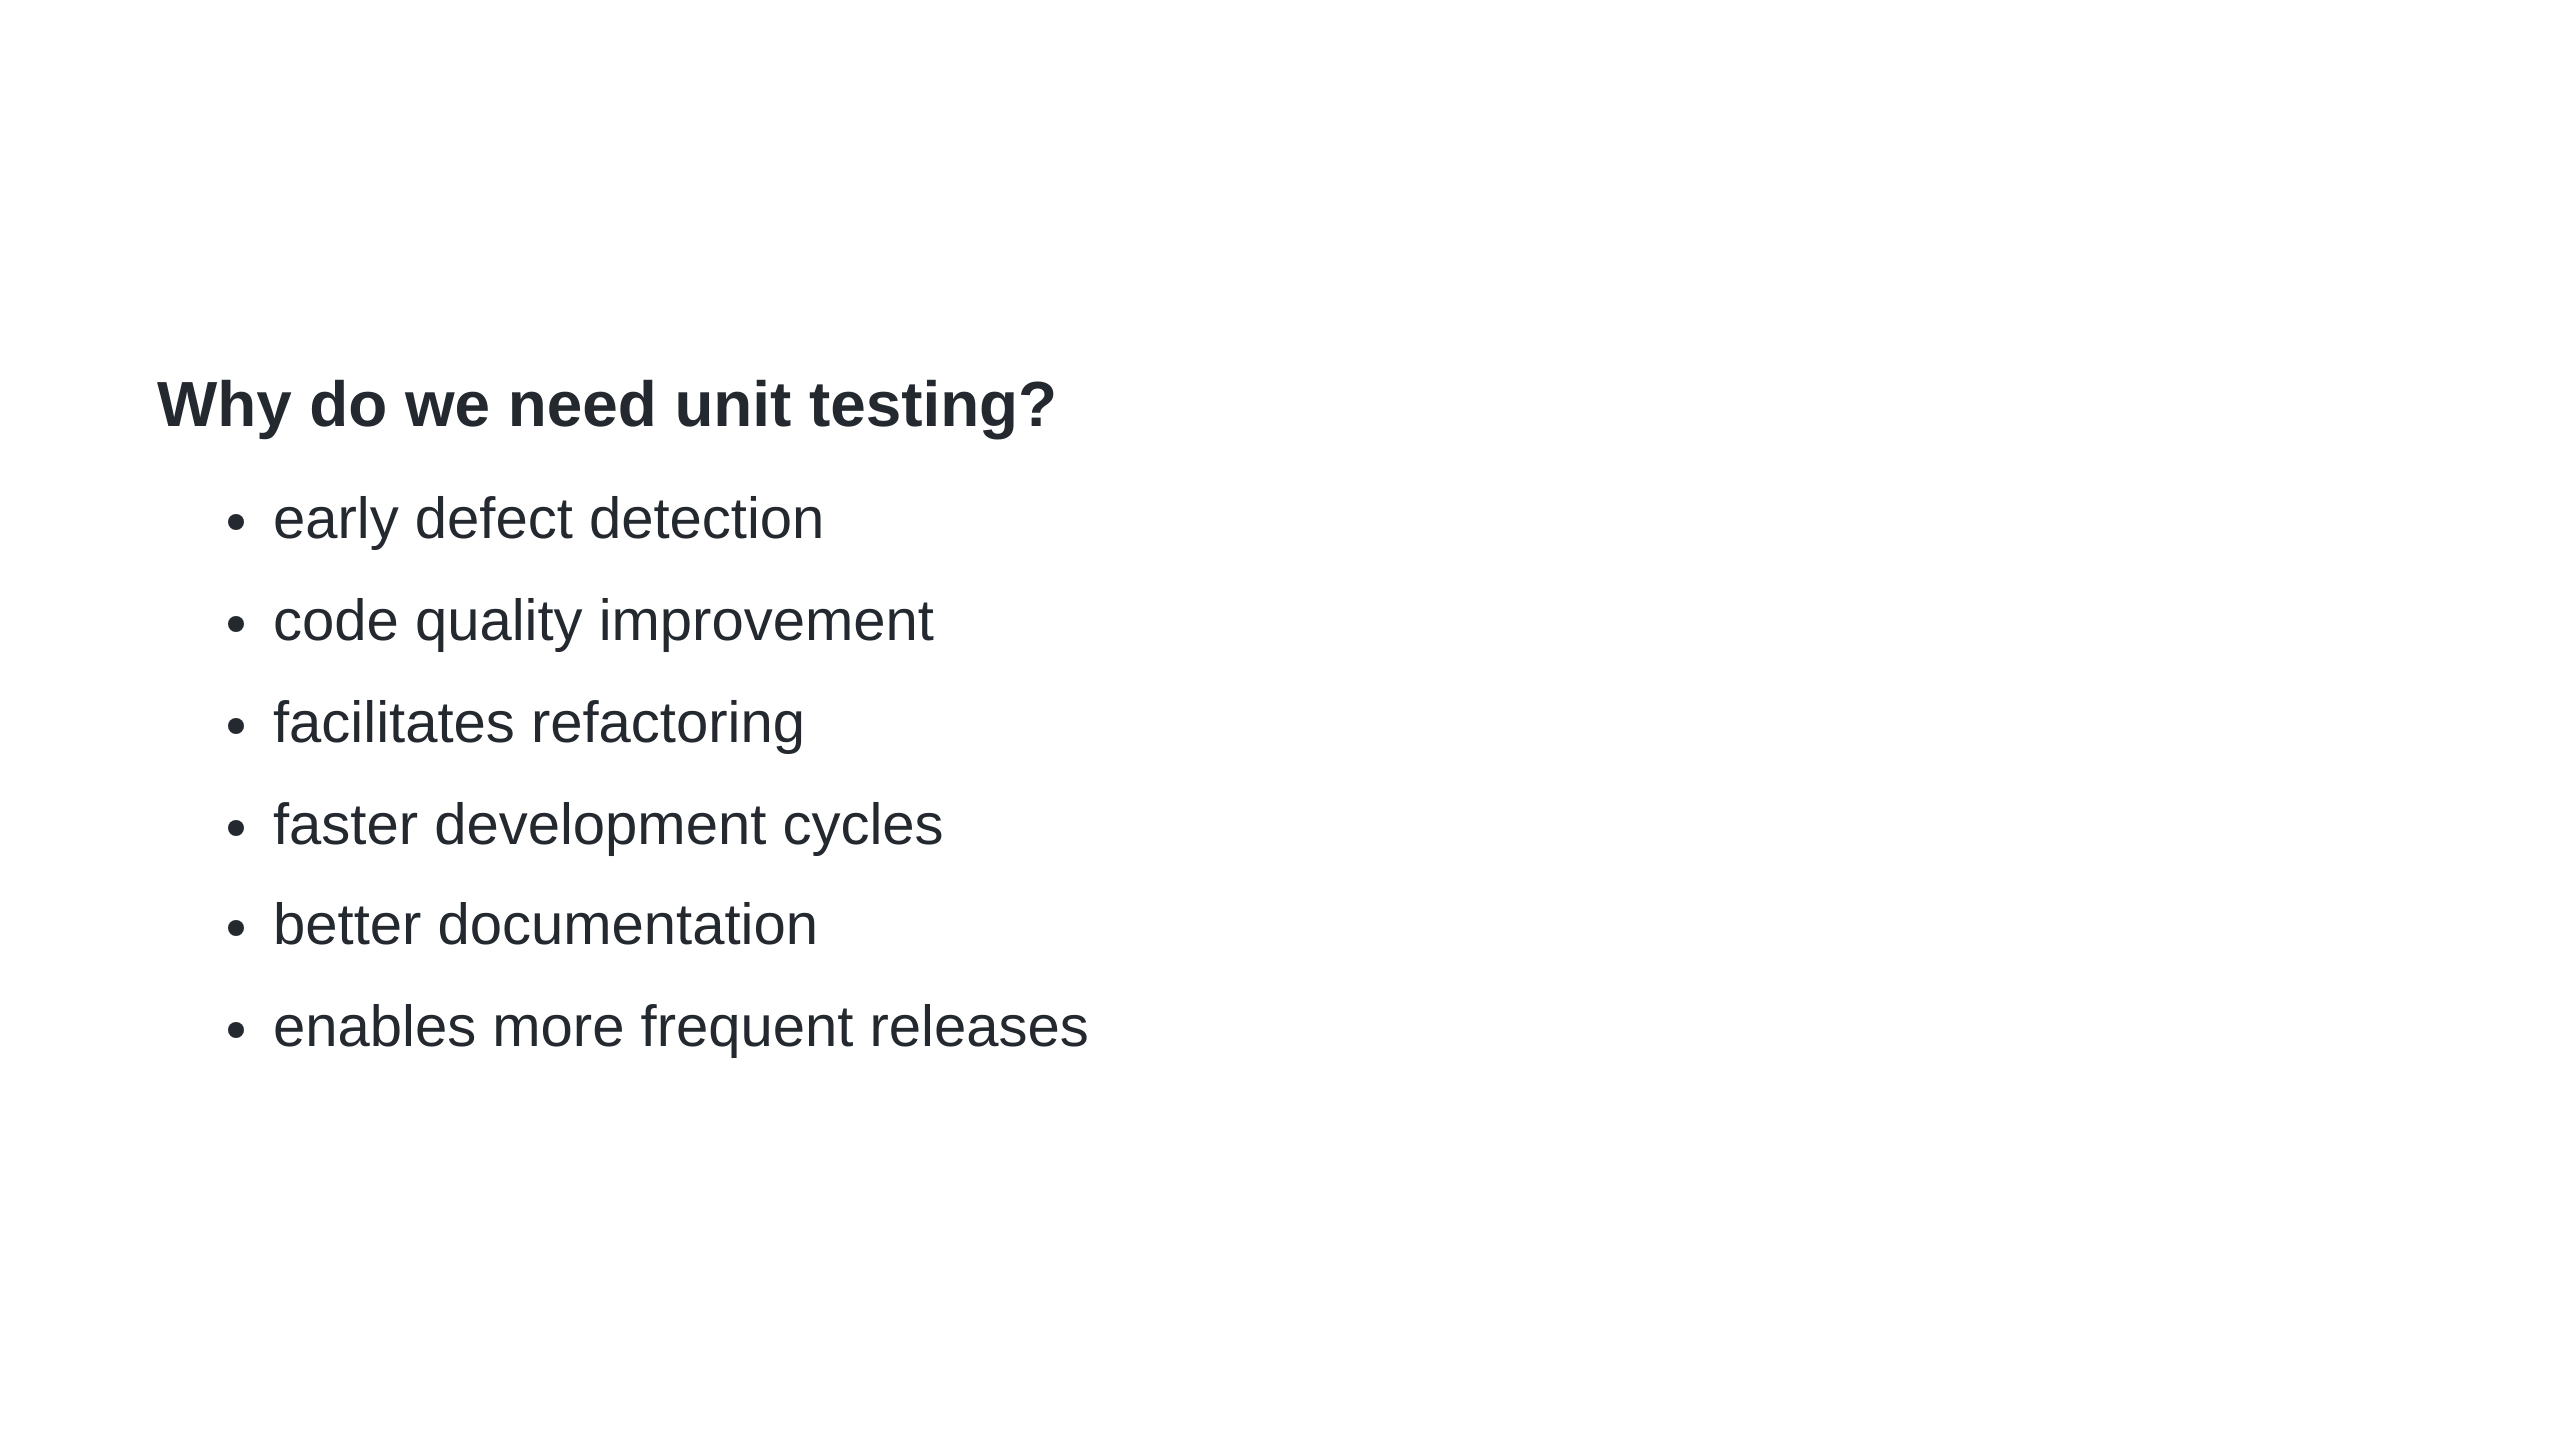 Why do we need unit testing?
• early defect detection
• code quality improvement
• facilitates refactoring
• faster development cycles
• better documentation
• enables more frequent releases